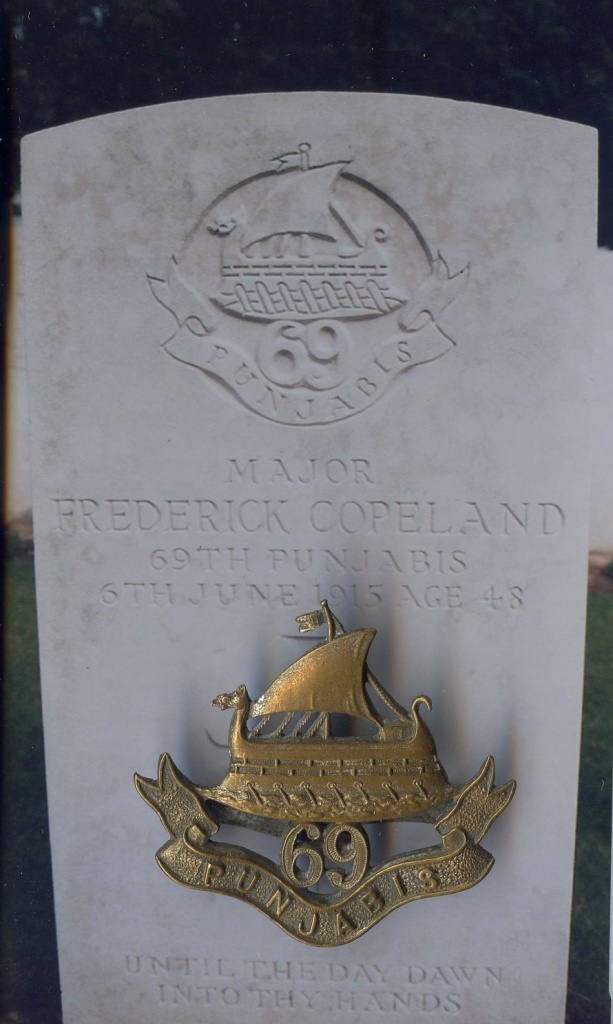 69
PUNJABIS
MAJOR
FREDERICK COPELAND
69TH PUNJABIS
6TH JUNE 1915 AGE 48
69
PUNJABIS
UNTIL THE DAY DAWN
INTO THY HANDS